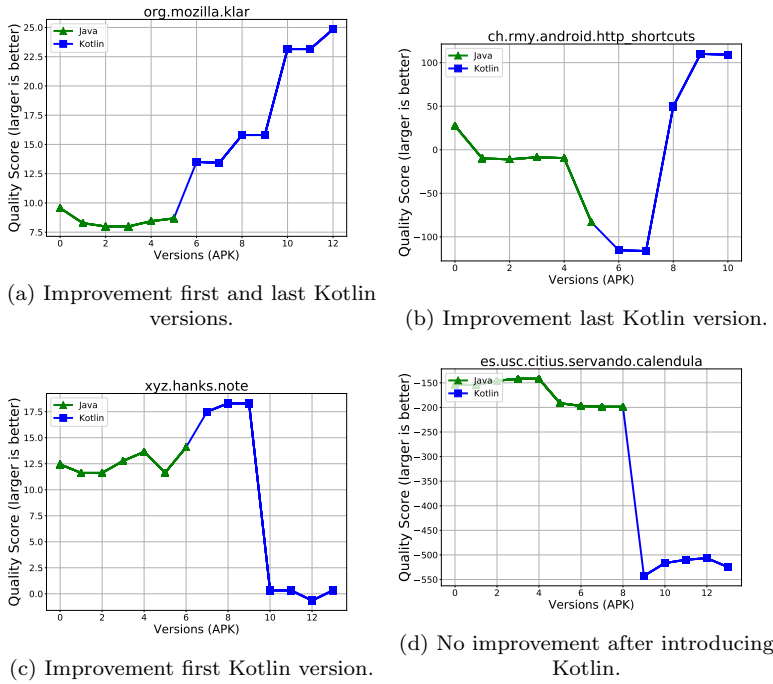 org.mozilla.klar
Quality Score (larger is better)
25.0
22.5
20.0
17.5
15.0
12.5
10.0
7.5
Java
Kotlin
0 2 4 6 8 10 12
Versions (APK)
(a) Improvement first and last Kotlin
versions.
ch.rmy.android.http_shortcuts
Quality Score (larger is better)
100
50
0
−50
−100
Java
Kotlin
0 2 4 6 8 10
Versions (APK)
(b) Improvement last Kotlin version.
xyz.hanks.note
Quality Score (larger is better)
17.5
15.0
12.5
10.0
7.5
5.0
2.5
0.0
Java
Kotlin
0 2 4 6 8 10 12
Versions (APK)
(c) Improvement first Kotlin version.
es.usc.citius.servando.calendula
Quality Score (larger is better)
−150
−200
−250
−300
−350
−400
−450
−500
−550
Java
Kotlin
0 2 4 6 8 10 12
Versions (APK)
(d) No improvement after introducing
Kotlin.